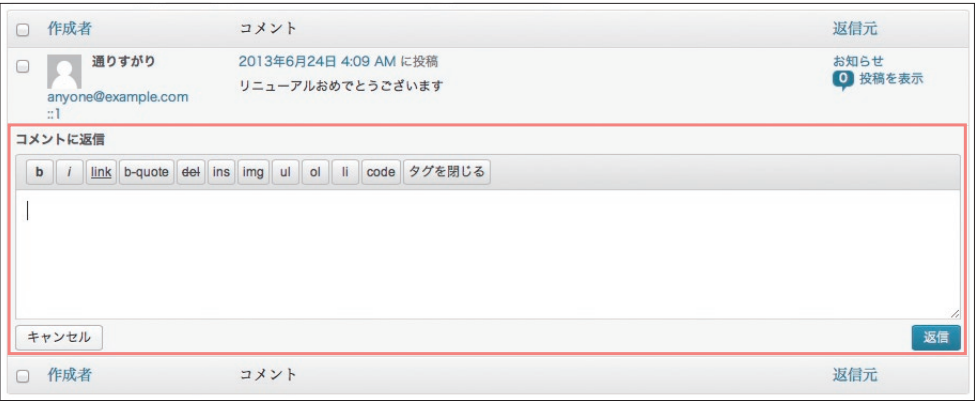 作成者 コメント 返信元
通りすがり 2013年6月24日 4:09 AM に投稿 お知らせ
リニューアルおめでとうございます 0 投稿を表示
anyone@example.com
::1
コメントに返信
b i link b-quote del ins img ul ol li code タグを閉じる
キャンセル 返信
作成者 コメント 返信元